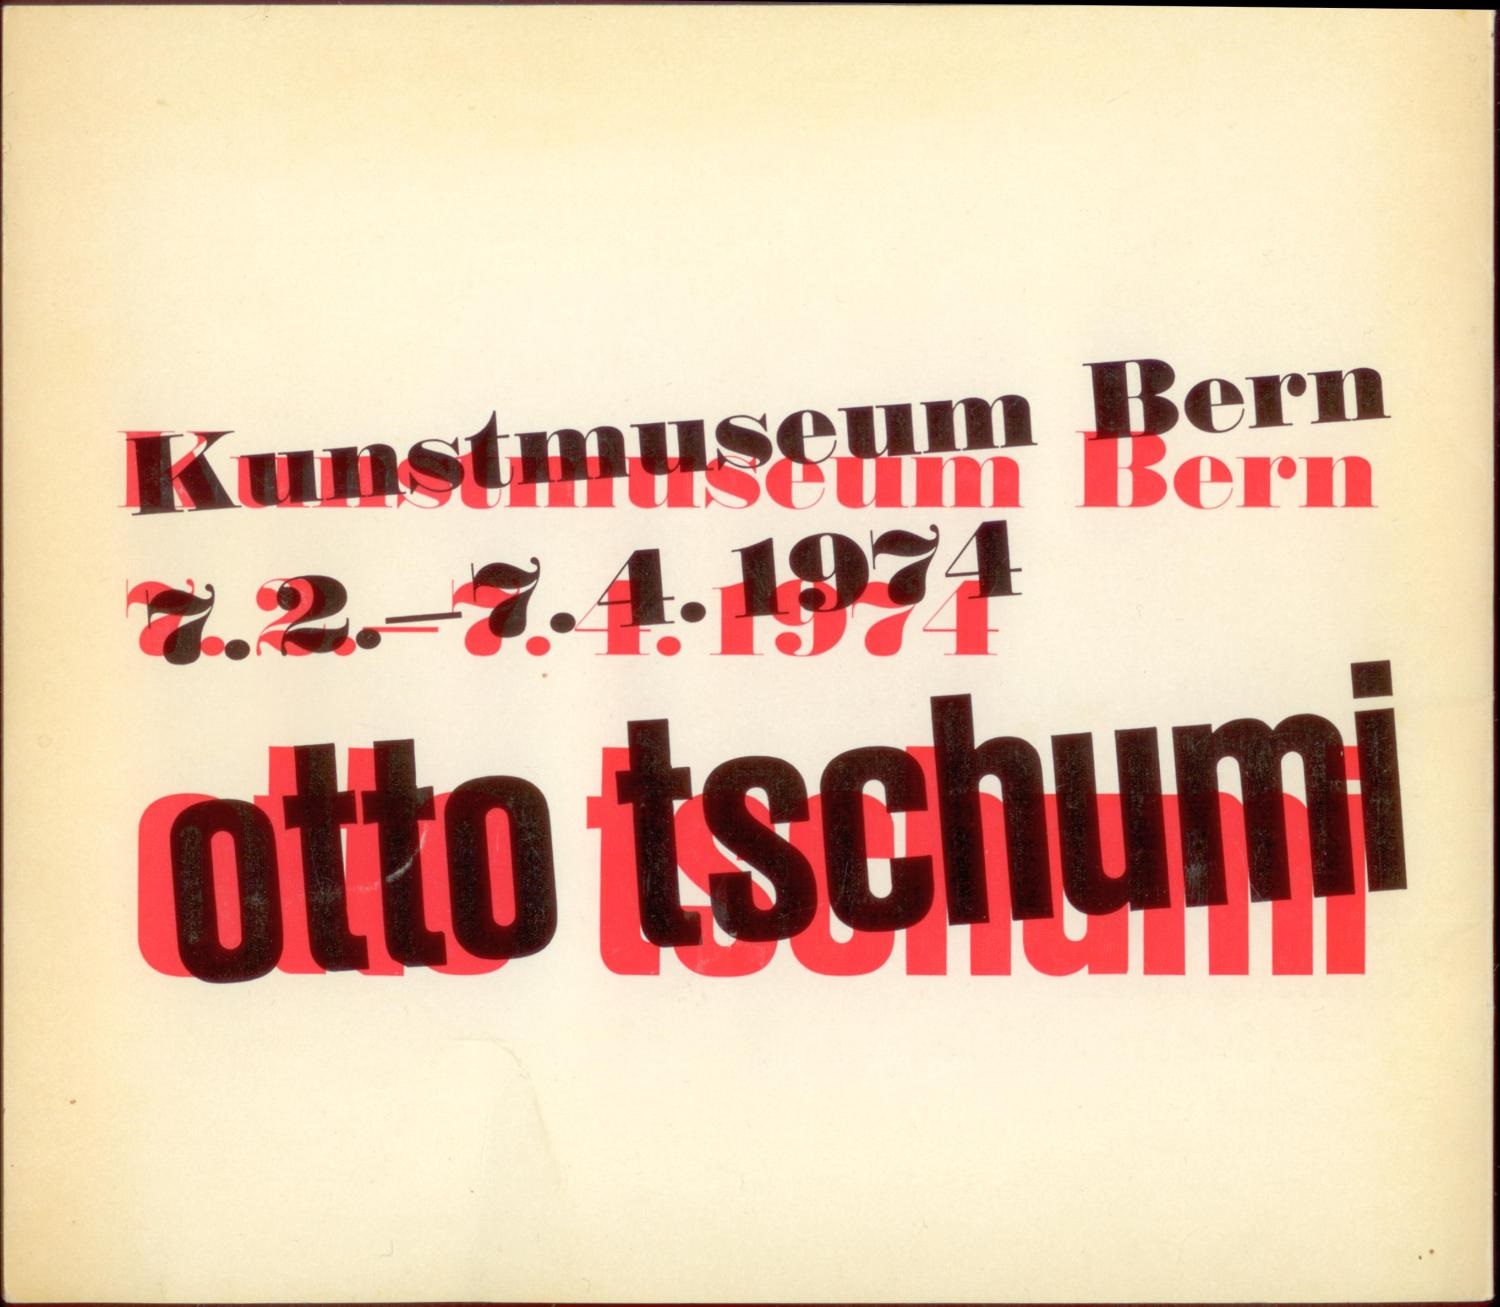 Kunstmuseum Bern
7.2.–7.4.1974
otto tschumi